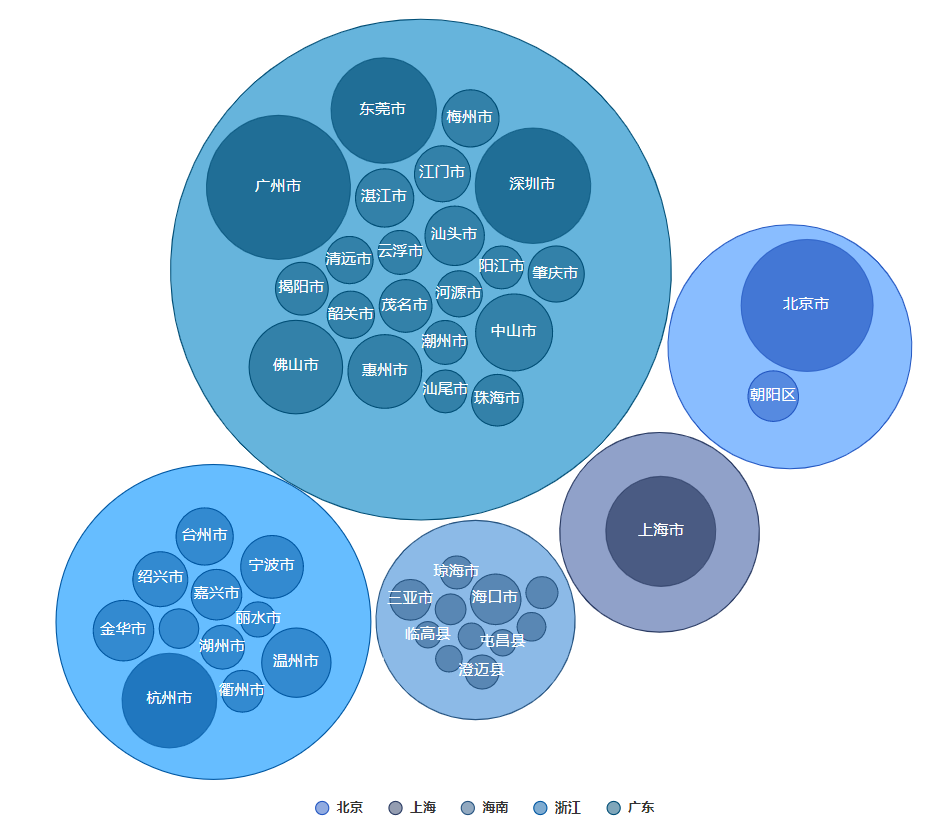 东莞市
梅州市
江门市
广州市
深圳市
湛江市
汕头市
云浮市
清远市
阳江市
肇庆市
揭阳市
河源市
茂名市
韶关市
中山市
潮州市
佛山市
惠州市
汕尾市
珠海市
北京市
朝阳区
上海市
台州市
宁波市
绍兴市
嘉兴市
丽水市
金华市
湖州市
温州市
衢州市
杭州市
琼海市
三亚市
海口市
临高县
屯昌县
澄迈县
北京
上海
海南
浙江
广东